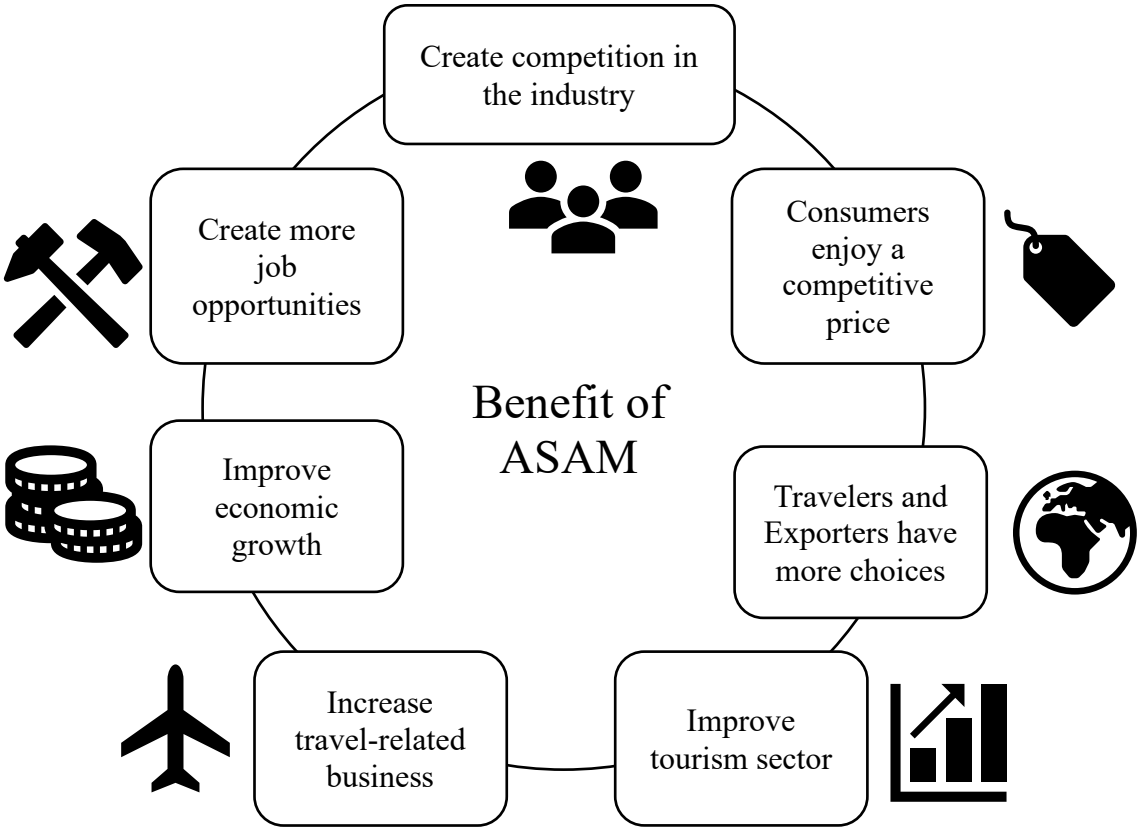 Create competition in
the industry
Consumers
enjoy a
competitive
price
Travelers and
Exporters have
more choices
Improve
tourism sector
Increase
travel-related
business
Improve
economic
growth
Create more
job
opportunities
Benefit of
ASAM